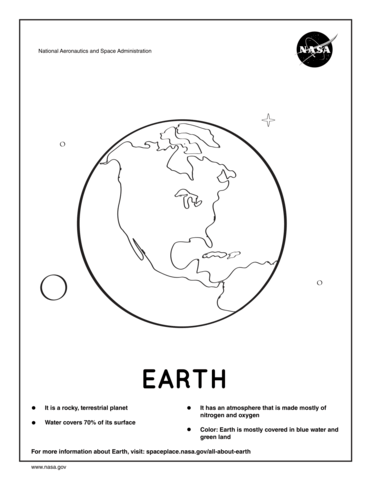 National Aeronautics and Space Administration
NASA
EARTH
It is a rocky, terrestrial planet
Water covers 70% of its surface
It has an atmosphere that is made mostly of
nitrogen and oxygen
Color: Earth is mostly covered in blue water and
green land
For more information about Earth, visit: spaceplace.nasa.gov/all-about-earth
www.nasa.gov